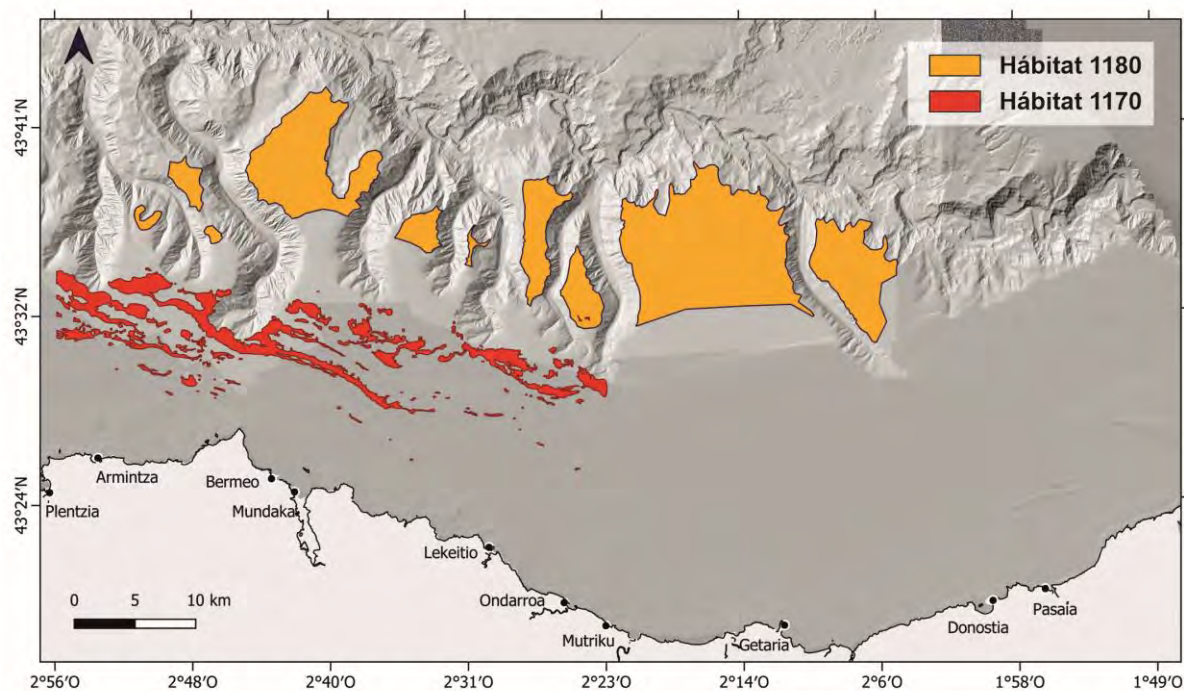 Hábitat 1180
Hábitat 1170
43°41'N
43°32'N
43°24'N
Armintza
Plentzia
Bermeo
Mundaka
Lekeitio
Ondarroa
Mutriku
Getaria
Donostia
Pasaia
0 5 10 km
2°56'O 2°48'O 2°40'O 2°31'O 2°23'O 2°14'O 2°6'O 1°58'O 1°49'O